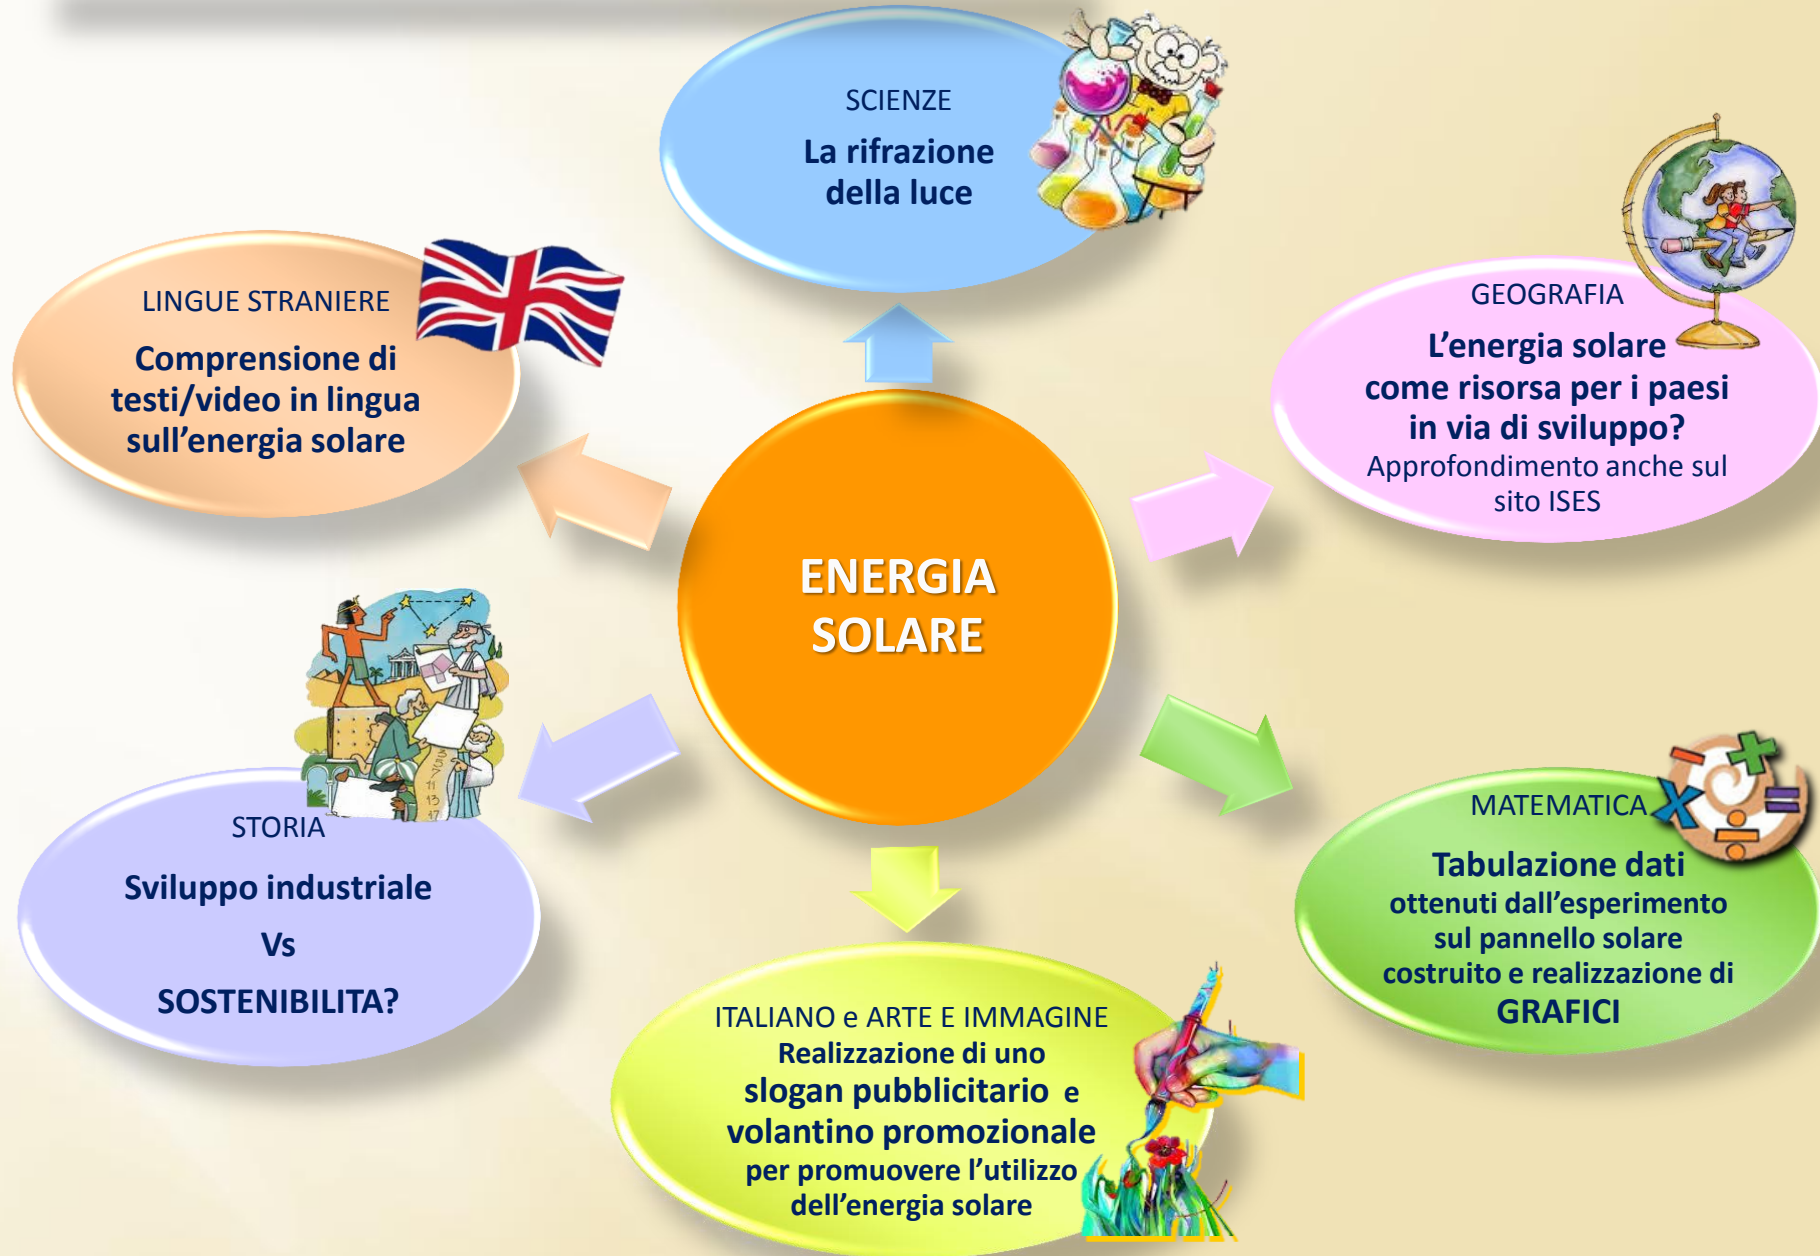 SCIENZE
La rifrazione
della luce
LINGUE STRANIERE
Comprensione di
testi/video in lingua
sull'energia solare
GEOGRAFIA
L'energia solare
come risorsa per i paesi
in via di sviluppo?
Approfondimento anche sul
sito ISES
ENERGIA
SOLARE
STORIA
Sviluppo industriale
Vs
SOSTENIBILITA?
MATEMATICA
Tabulazione dati
ottenuti dall'esperimento
sul pannello solare
costruito e realizzazione di
GRAFICI
ITALIANO e ARTE E IMMAGINE
Realizzazione di uno
slogan pubblicitario e
volantino promozionale
per promuovere l'utilizzo
dell'energia solare